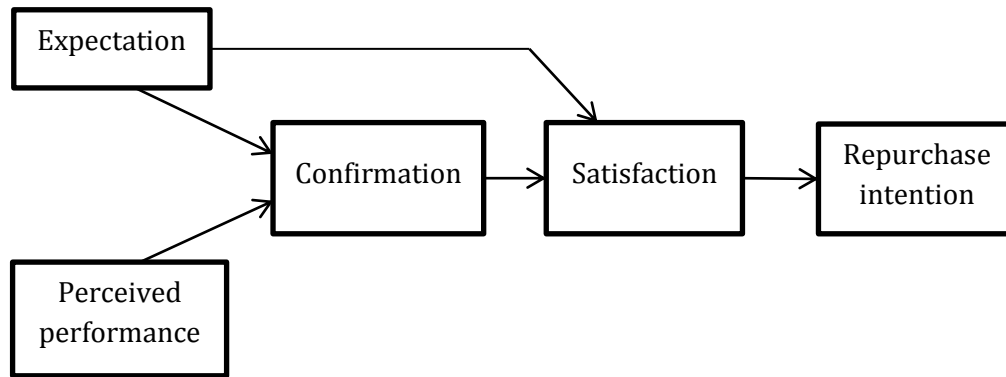 Expectation
Confirmation
Satisfaction
Repurchase
intention
Perceived
performance